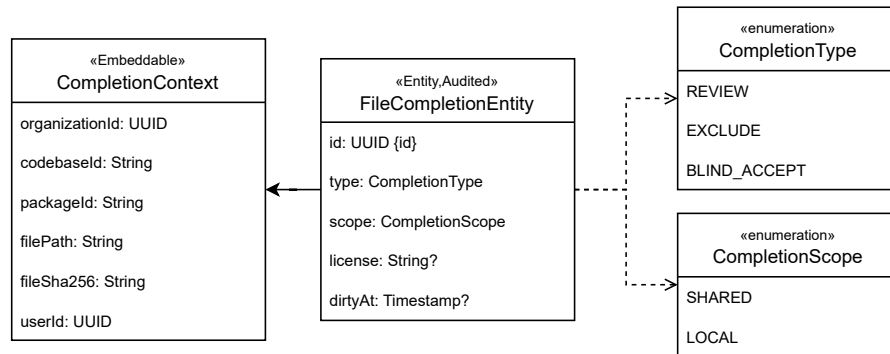 «Embeddable»
CompletionContext
organizationId: UUID
codebaseId: String
packageId: String
filePath: String
fileSha256: String
userId: UUID
«Entity,Audited»
FileCompletionEntity
id: UUID {id}
type: CompletionType
scope: CompletionScope
license: String?
dirtyAt: Timestamp?
«enumeration»
CompletionType
REVIEW
EXCLUDE
BLIND_ACCEPT
«enumeration»
CompletionScope
SHARED
LOCAL